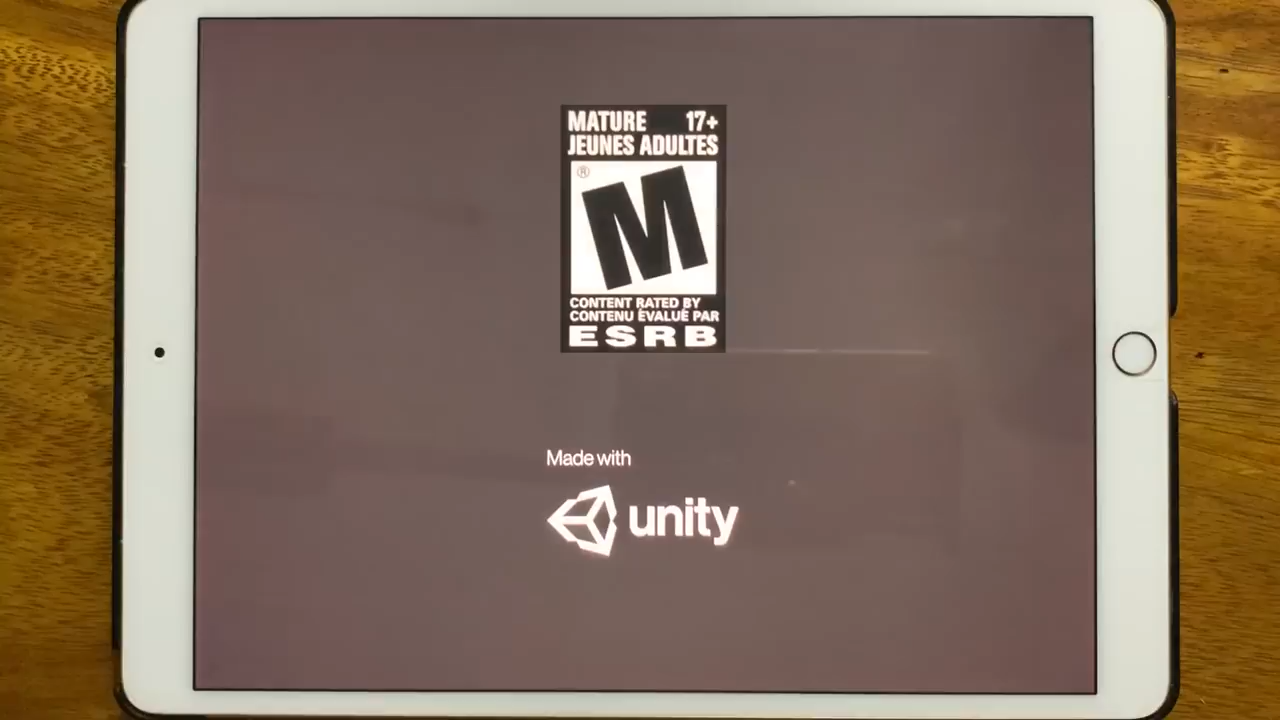 MATURE 17+
JEUNES ADULTES
®
M
CONTENT RATED BY
CONTENU ÉVALUÉ PAR
ESRB
Made with
unity